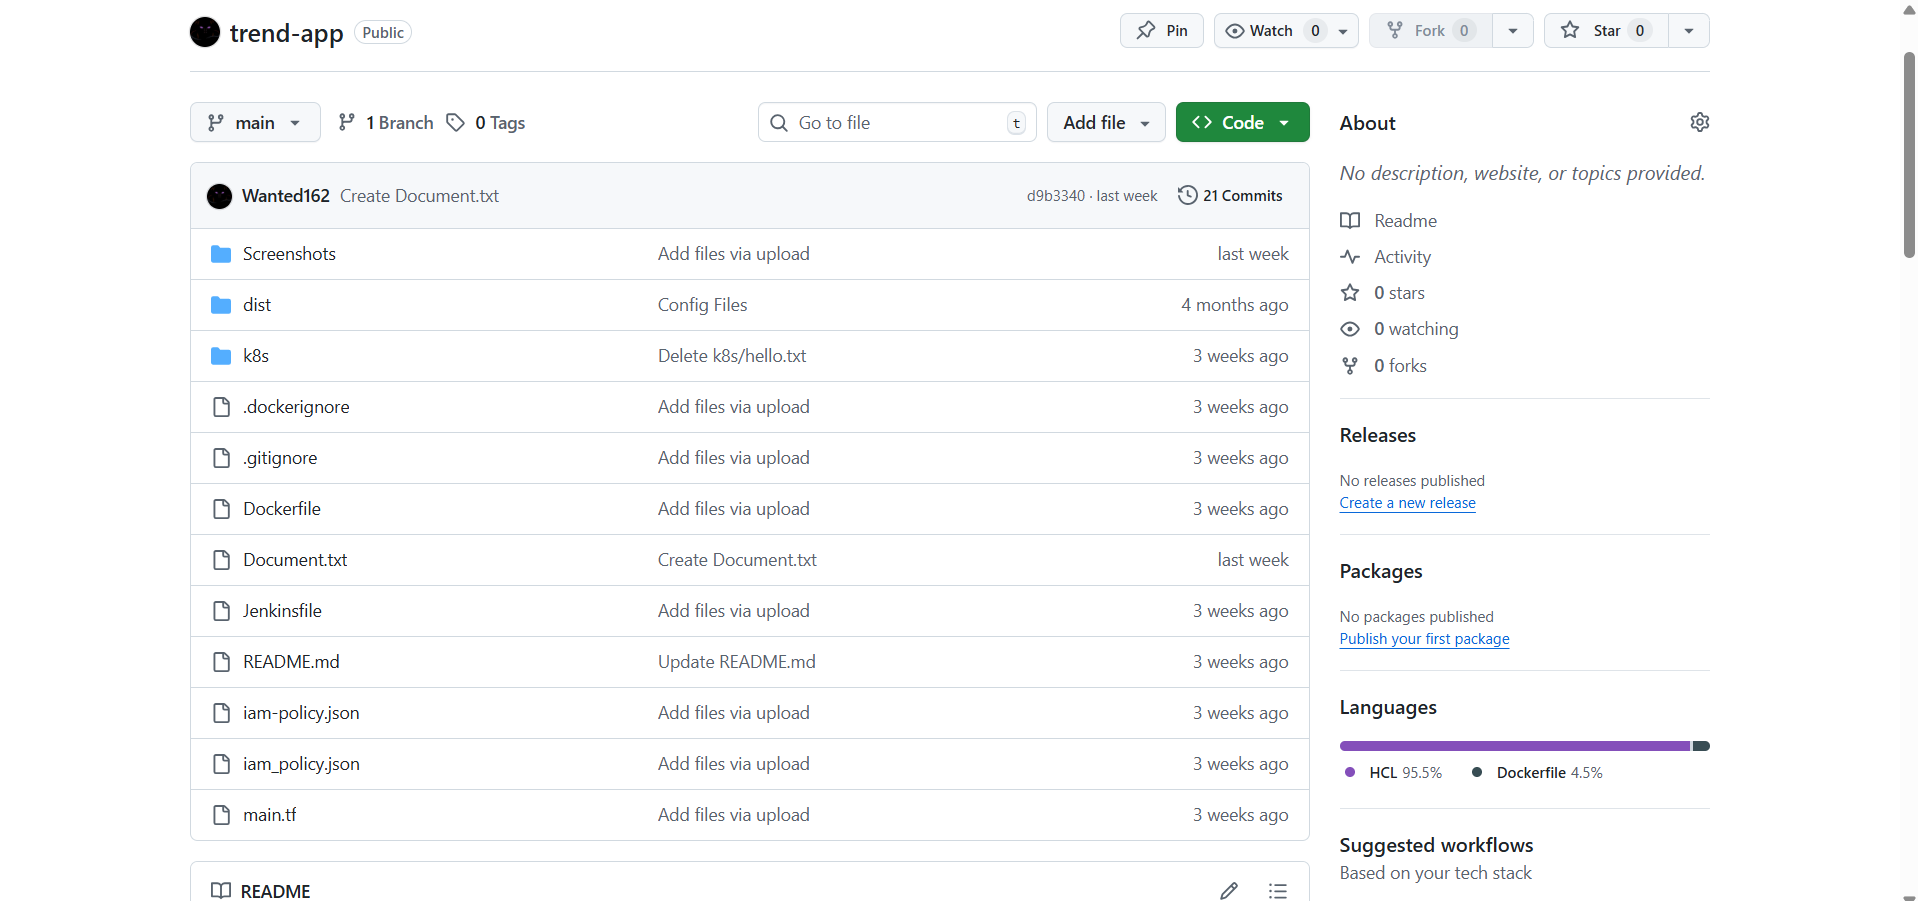 trend-app Public Pin Watch 0 Fork 0 Star 0
main 1 Branch 0 Tags Go to file t Add file Code
Wanted162 Create Document.txt d9b3340 · last week 21 Commits
Screenshots Add files via upload last week
dist Config Files 4 months ago
k8s Delete k8s/hello.txt 3 weeks ago
.dockerignore Add files via upload 3 weeks ago
.gitignore Add files via upload 3 weeks ago
Dockerfile Add files via upload 3 weeks ago
Document.txt Create Document.txt last week
Jenkinsfile Add files via upload 3 weeks ago
README.md Update README.md 3 weeks ago
iam-policy.json Add files via upload 3 weeks ago
iam_policy.json Add files via upload 3 weeks ago
main.tf Add files via upload 3 weeks ago
README
About
No description, website, or topics provided.
Readme
Activity
0 stars
0 watching
0 forks
Releases
No releases published
Create a new release
Packages
No packages published
Publish your first package
Languages
HCL 95.5% Dockerfile 4.5%
Suggested workflows
Based on your tech stack